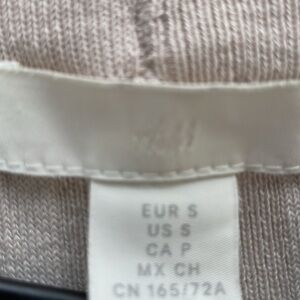 EUR S
US S
CA P
MX CH
CN 165/72A